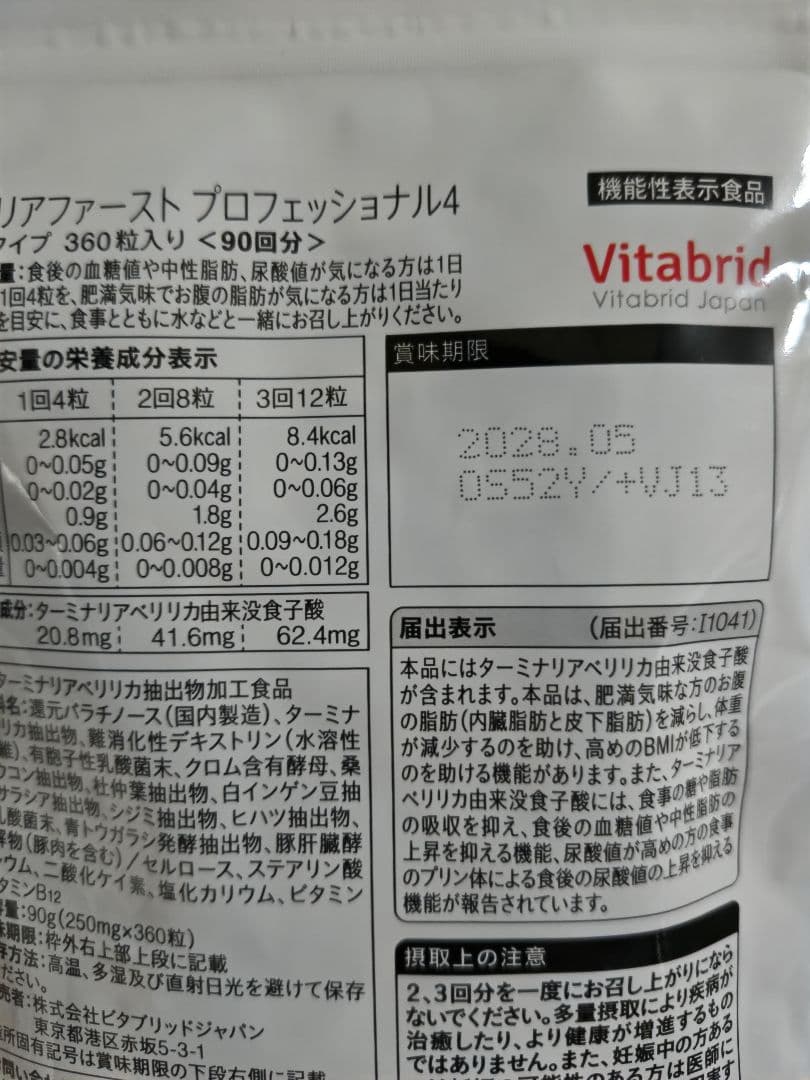 リアファースト プロフェッショナル4
タイプ 360粒入り <90回分>
量:食後の血糖値や中性脂肪、尿酸値が気になる方は1日
1回4粒を、肥満気味でお腹の脂肪が気になる方は1日当たり
を目安に、食事とともに水などと一緒にお召し上がりください。
機能性表示食品
Vitabrid
Vitabrid Japan
安量の栄養成分表示
1回4粒 2回8粒 3回12粒
2.8kcal 5.6kcal 8.4kcal
0~0.05g 0~0.09g 0~0.13g
0~0.02g 0~0.04g 0~0.06g
0.9g 1.8g 2.6g
0.03~0.06g 0.06~0.12g 0.09~0.18g
0~0.004g 0~0.008g 0~0.012g
成分:ターミナリアベリリカ由来没食子酸
20.8mg 41.6mg 62.4mg
賞味期限
2028.05
0552Y/+VJ13
ターミナリアベリリカ抽出物加工食品
料名:還元パラチノース(国内製造)、ターミナ
リカ抽出物、難消化性デキストリン(水溶性
維)、有胞子性乳酸菌末、クロム含有酵母、桑
ウコン抽出物、杜仲葉抽出物、白インゲン豆抽
サラシア抽出物、シジミ抽出物、ヒハツ抽出物、
乳酸菌末、青トウガラシ発酵抽出物、豚肝臓酵
解物(豚肉を含む)/セルロース、ステアリン酸
シウム、二酸化ケイ素、塩化カリウム、ビタミン
タミンB12
容量:90g(250mg×360粒)
味期限:枠外右上部上段に記載
存方法:高温、多湿及び直射日光を避けて保存
ださい。
売者:株式会社ビタブリッドジャパン
東京都港区赤坂5-3-1
造所固有記号は賞味期限の下段右側に記載
問い合わ
届出表示 (届出番号:I1041)
本品にはターミナリアベリリカ由来没食子酸
が含まれます。本品は、肥満気味な方のお腹
の脂肪(内臓脂肪と皮下脂肪)を減らし、体重
が減少するのを助け、高めのBMIが低下する
のを助ける機能があります。また、ターミナリア
ベリリカ由来没食子酸には、食事の糖や脂肪
の吸収を抑え、食後の血糖値や中性脂肪の
上昇を抑える機能、尿酸値が高めの方の食事
のプリン体による食後の尿酸値の上昇を抑える
機能が報告されています。
摂取上の注意
2、3回分を一度にお召し上がりになら
ないでください。多量摂取により疾病が
治癒したり、より健康が増進するもの
ではありません。また、妊娠中の方ある
のある方は医師に